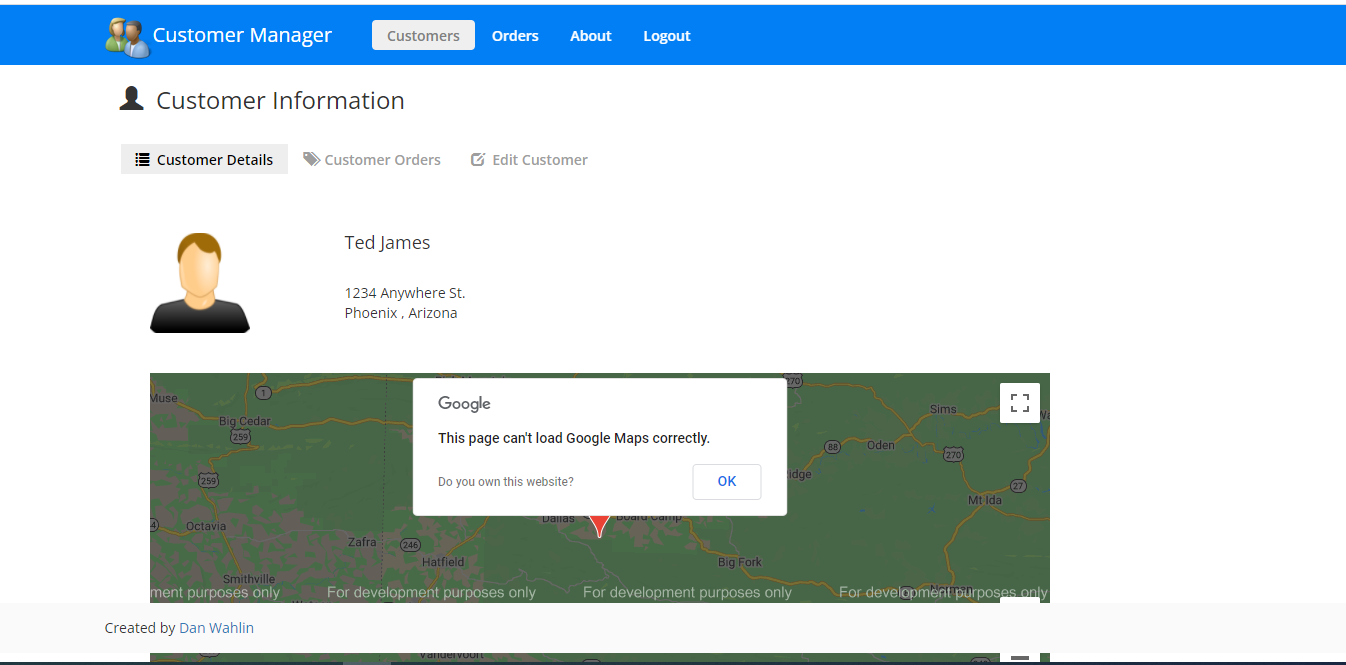 Customer Manager Customers Orders About Logout
Customer Information
Customer Details Customer Orders Edit Customer
Ted James
1234 Anywhere St.
Phoenix , Arizona
Google
This page can't load Google Maps correctly.
Do you own this website? OK
270
1
Muse
Big Cedar
259
Sims
88
Oden
270
259
27
Mt Ida
Octavia
Dallas
Board Camp
Zafra
246
Hatfield
Big Fork
Smithville
ment purposes only For development purposes only For development purposes only For development purposes only
Created by Dan Wahlin
Vandervoort